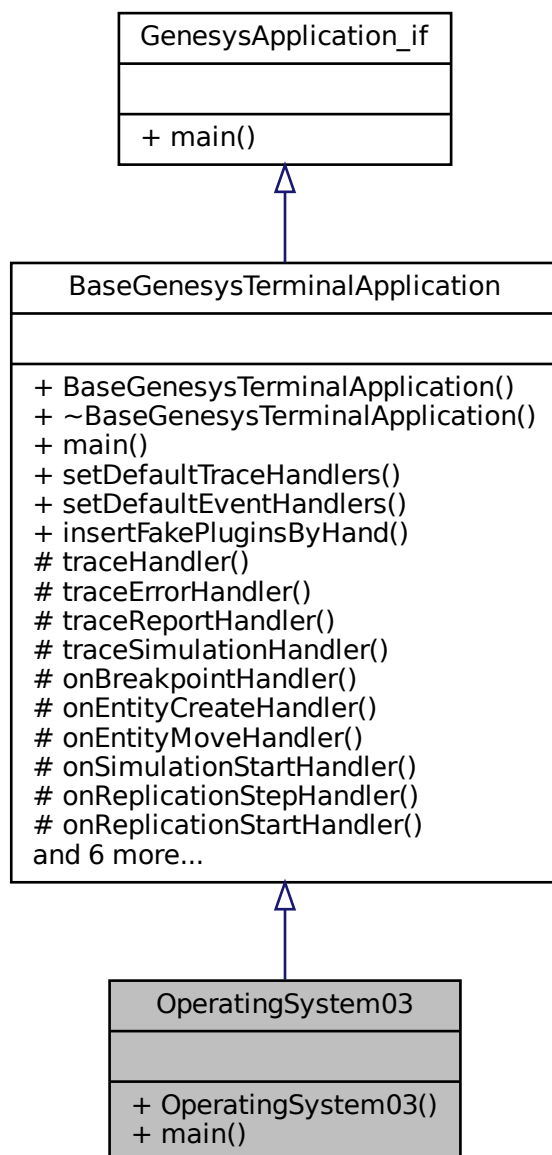 GenesysApplication_if
+ main()
BaseGenesysTerminalApplication
+ BaseGenesysTerminalApplication()
+ ~BaseGenesysTerminalApplication()
+ main()
+ setDefaultTraceHandlers()
+ setDefaultEventHandlers()
+ insertFakePluginsByHand()
# traceHandler()
# traceErrorHandler()
# traceReportHandler()
# traceSimulationHandler()
# onBreakpointHandler()
# onEntityCreateHandler()
# onEntityMoveHandler()
# onSimulationStartHandler()
# onReplicationStepHandler()
# onReplicationStartHandler()
and 6 more...
OperatingSystem03
+ OperatingSystem03()
+ main()